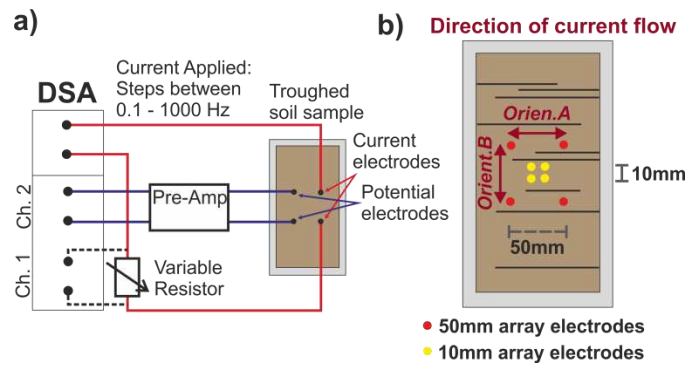 a)
DSA
Current Applied:
Steps between
0.1 - 1000 Hz
Troughed
soil sample
Current
electrodes
Potential
electrodes
Ch. 2
Pre-Amp
Ch. 1
Variable
Resistor
b)
Direction of current flow
Orien.A
Orient.B
10mm
50mm
50mm array electrodes
10mm array electrodes